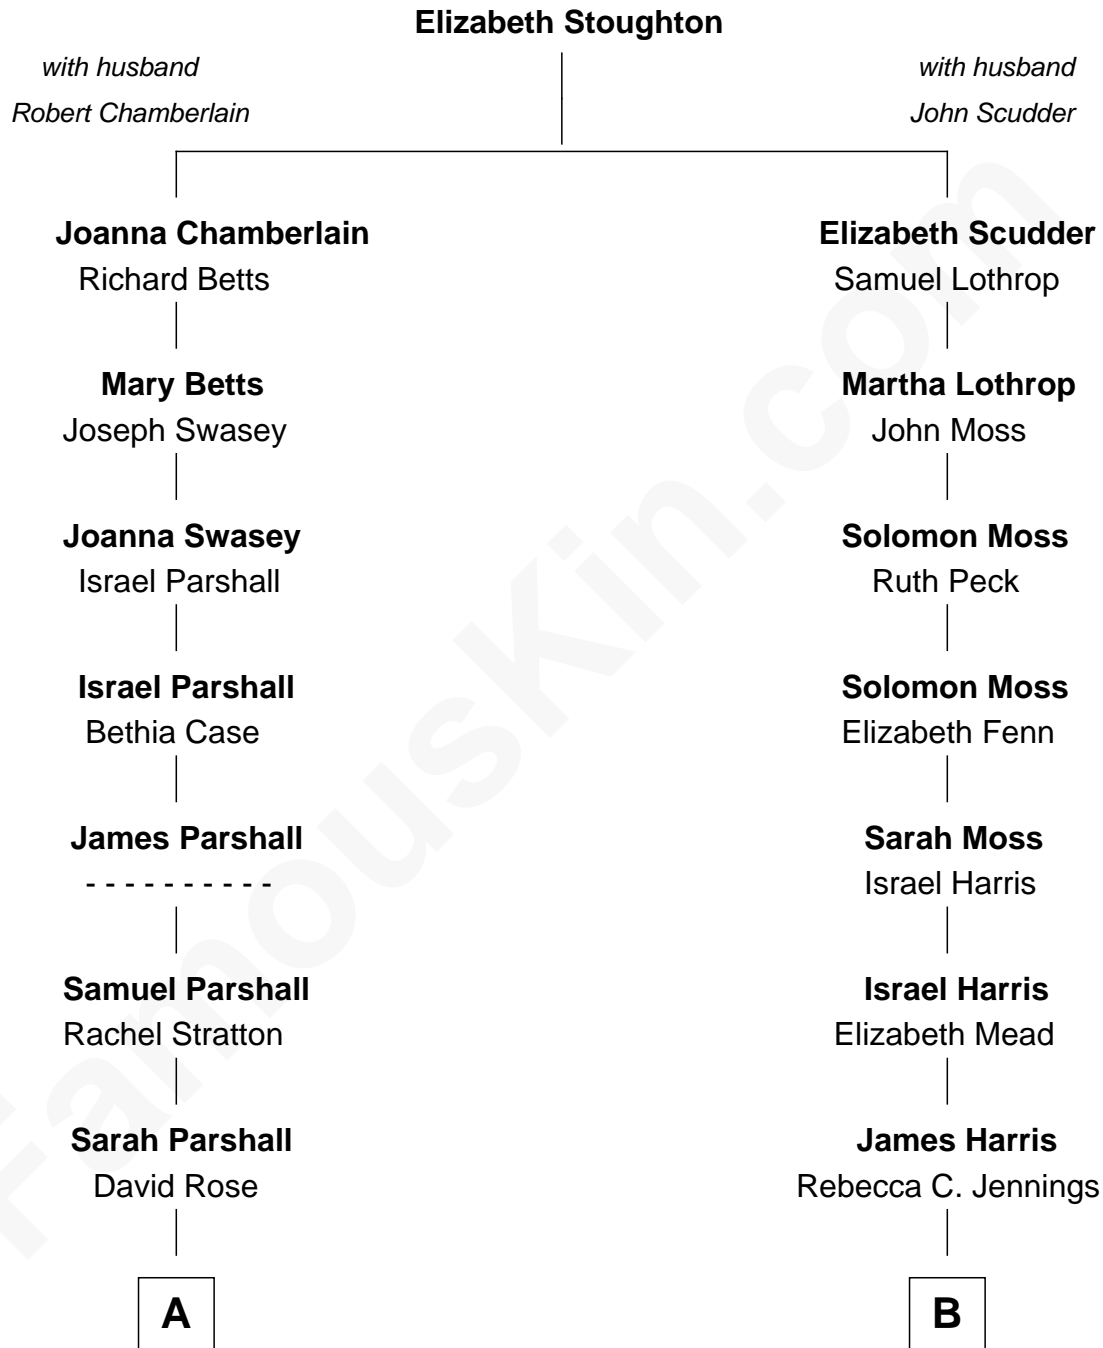 Elizabeth Stoughton
with husband
Robert Chamberlain
with husband
John Scudder
Joanna Chamberlain
Richard Betts
Elizabeth Scudder
Samuel Lothrop
Mary Betts
Joseph Swasey
Martha Lothrop
John Moss
Joanna Swasey
Israel Parshall
Solomon Moss
Ruth Peck
Israel Parshall
Bethia Case
Solomon Moss
Elizabeth Fenn
James Parshall
- - - - - - - - - -
Sarah Moss
Israel Harris
Samuel Parshall
Rachel Stratton
Israel Harris
Elizabeth Mead
Sarah Parshall
David Rose
James Harris
Rebecca C. Jennings
A
B
FamousKin.com